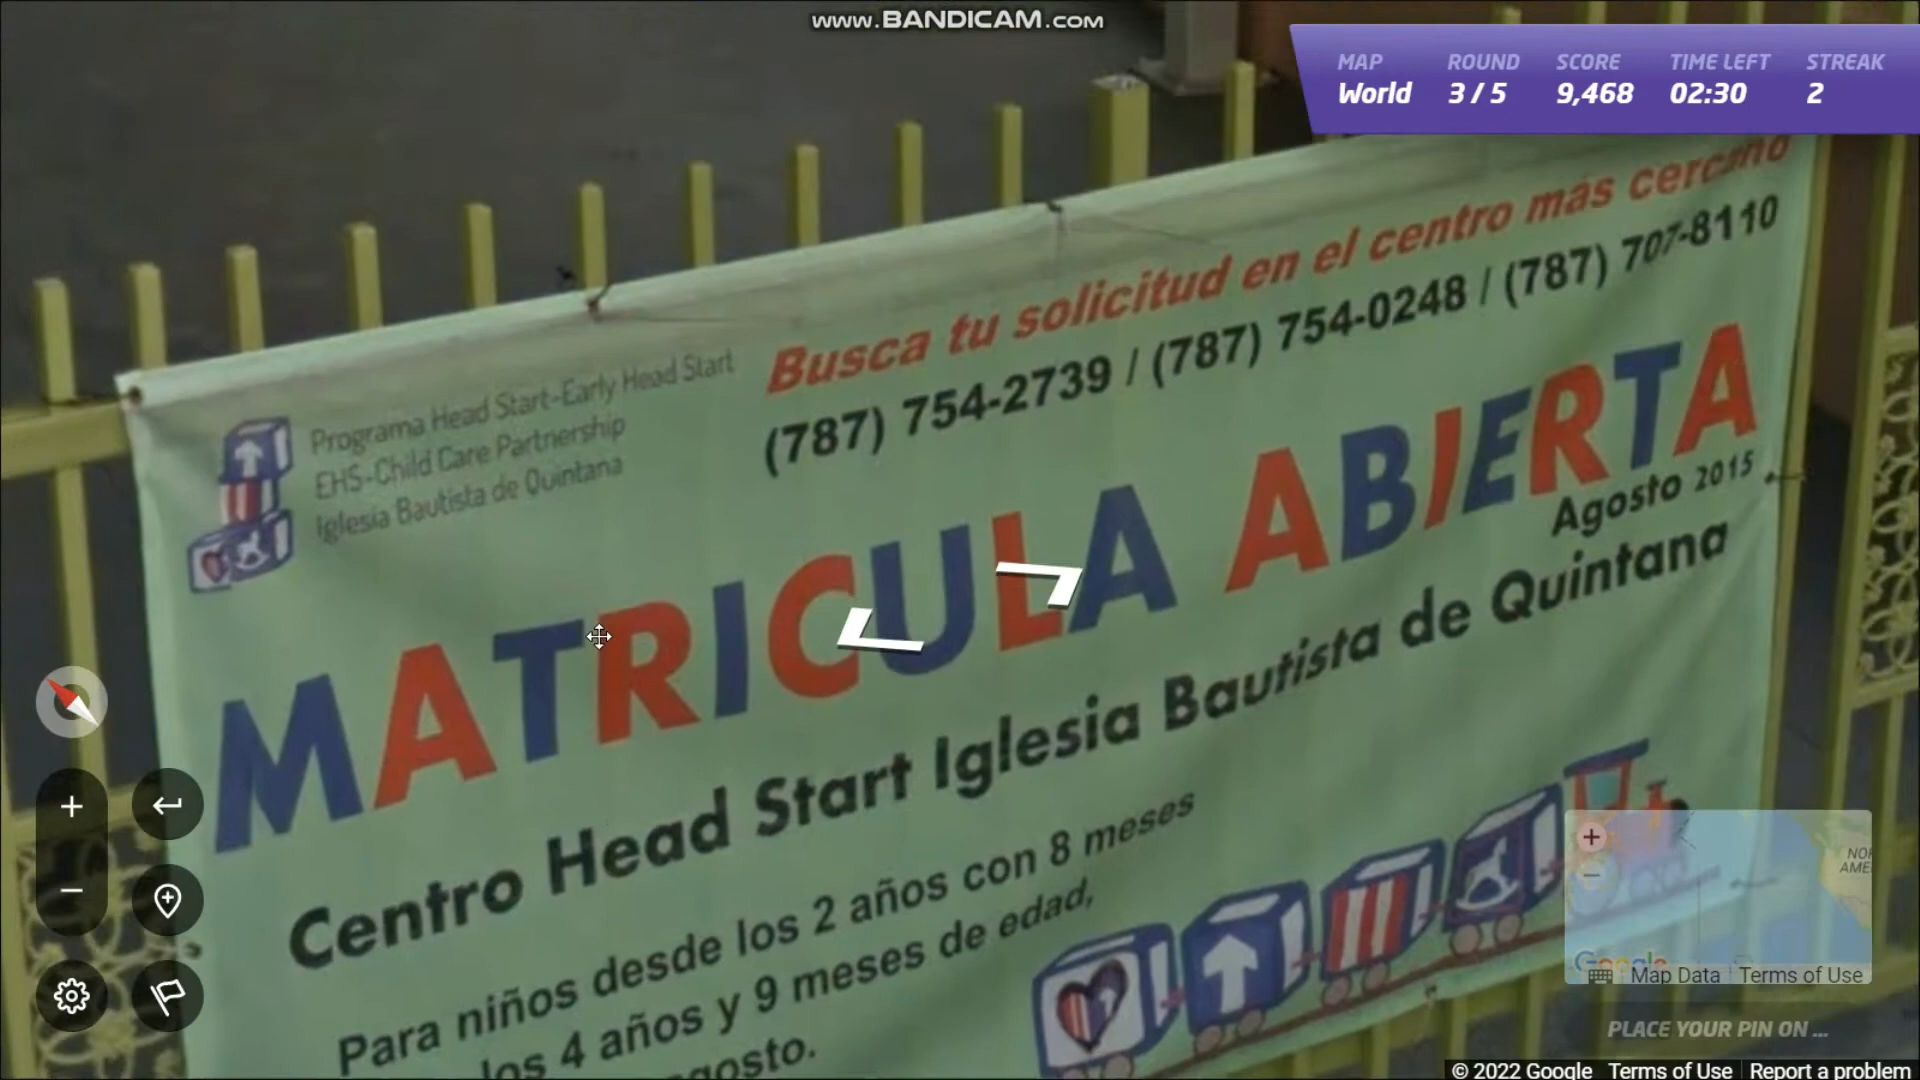 www.BANDICAM.com
MAP ROUND SCORE TIME LEFT STREAK
World 3 / 5 9,468 02:30 2
Busca tu solicitud en el centro más cercano
(787) 754-2739 / (787) 754-0248 / (787) 707-8110
Programa Head Start-Early Head Start
EHS-Child Care Partnership
Iglesia Bautista de Quintana
MATRICULA ABIERTA
Agosto 2015
Centro Head Start Iglesia Bautista de Quintana
Para niños desde los 2 años con 8 meses
los 4 años y 9 meses de edad,
agosto.
Google
Map Data Terms of Use
PLACE YOUR PIN ON ...
© 2022 Google Terms of Use Report a problem